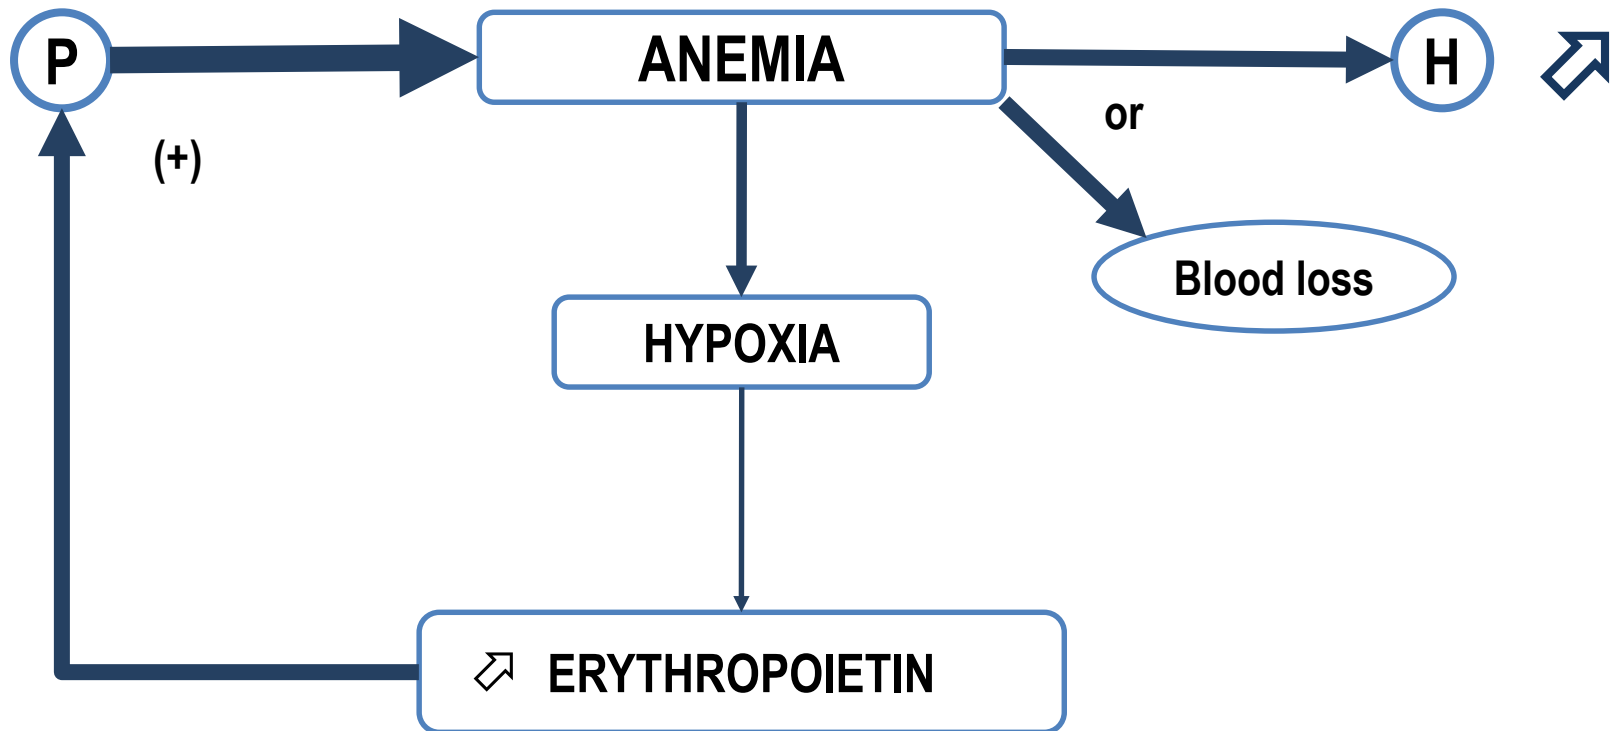 P
ANEMIA
H
or
(+)
Blood loss
HYPOXIA
ERYTHROPOIETIN